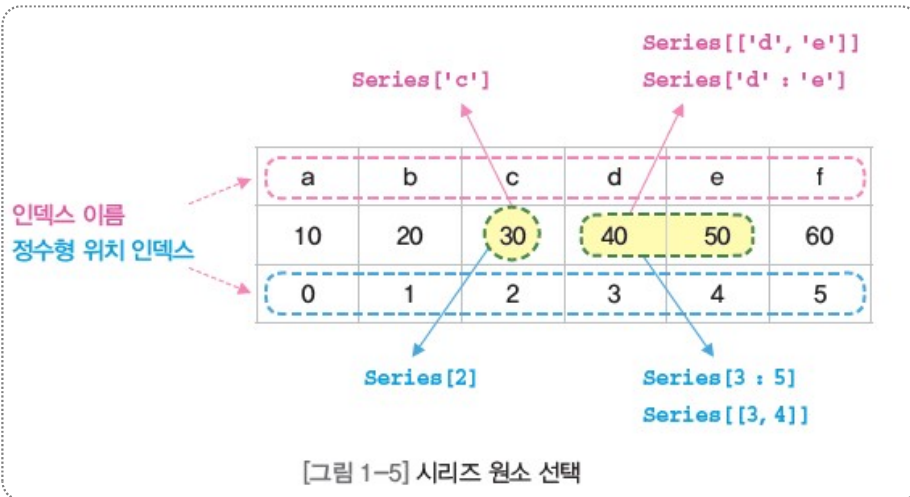 Series[['d', 'e']]
Series['c']
Series['d' : 'e']
a b c d e f
인덱스 이름
정수형 위치 인덱스
10 20 30 40 50 60
0 1 2 3 4 5
Series[2]
Series[3 : 5]
Series[[3, 4]]
[그림 1-5] 시리즈 원소 선택